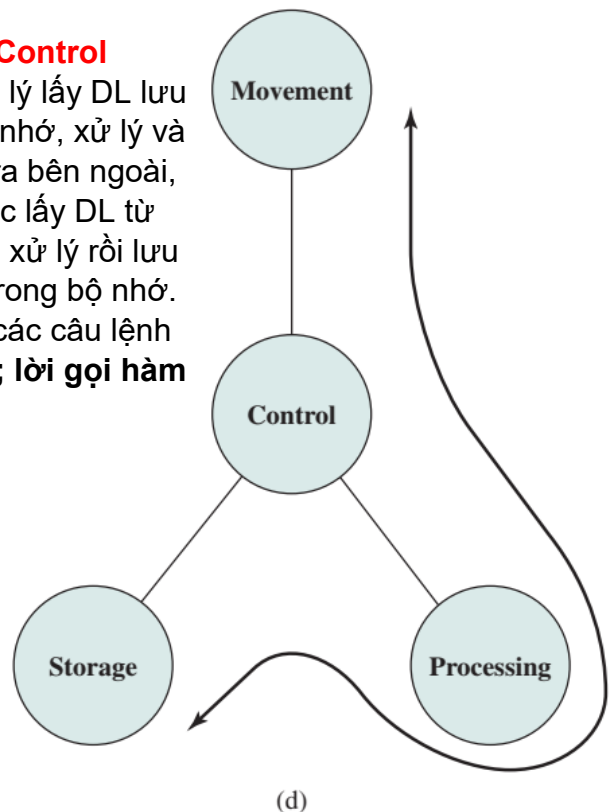 Control
lý lấy DL lưu
nhớ, xử lý và
ra bên ngoài,
c lấy DL từ
xử lý rồi lưu
rong bộ nhớ.
các câu lệnh
; lời gọi hàm
Movement
Control
Storage
Processing
(d)